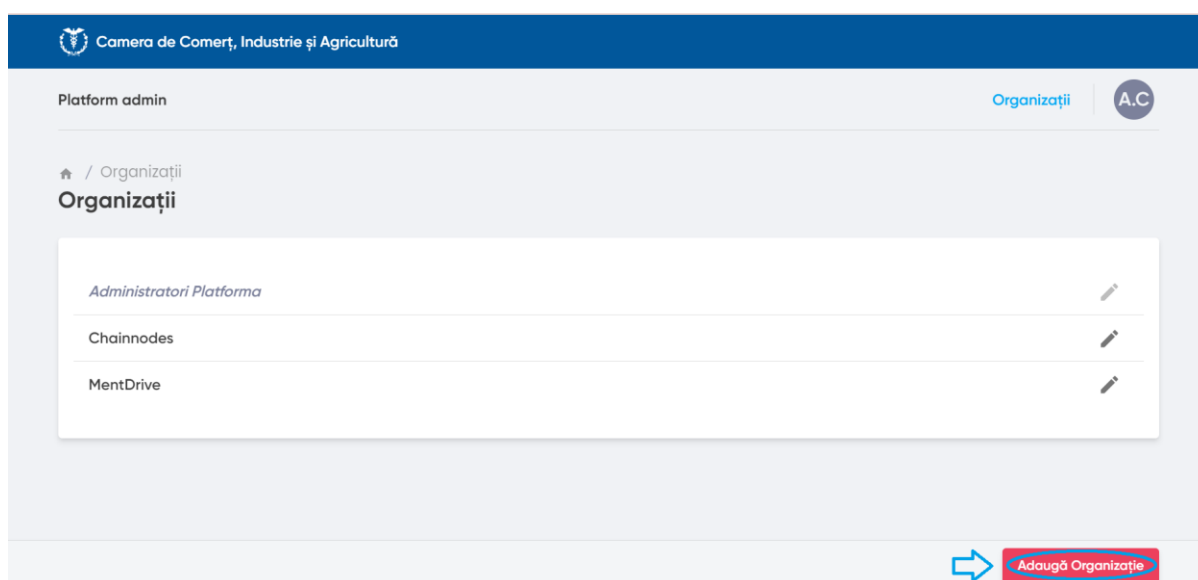 Camera de Comerț, Industrie și Agricultură
Platform admin
Organizații
A.C
/ Organizații
Organizații
Administratori Platforma
Chainnodes
MentDrive
Adaugă Organizație